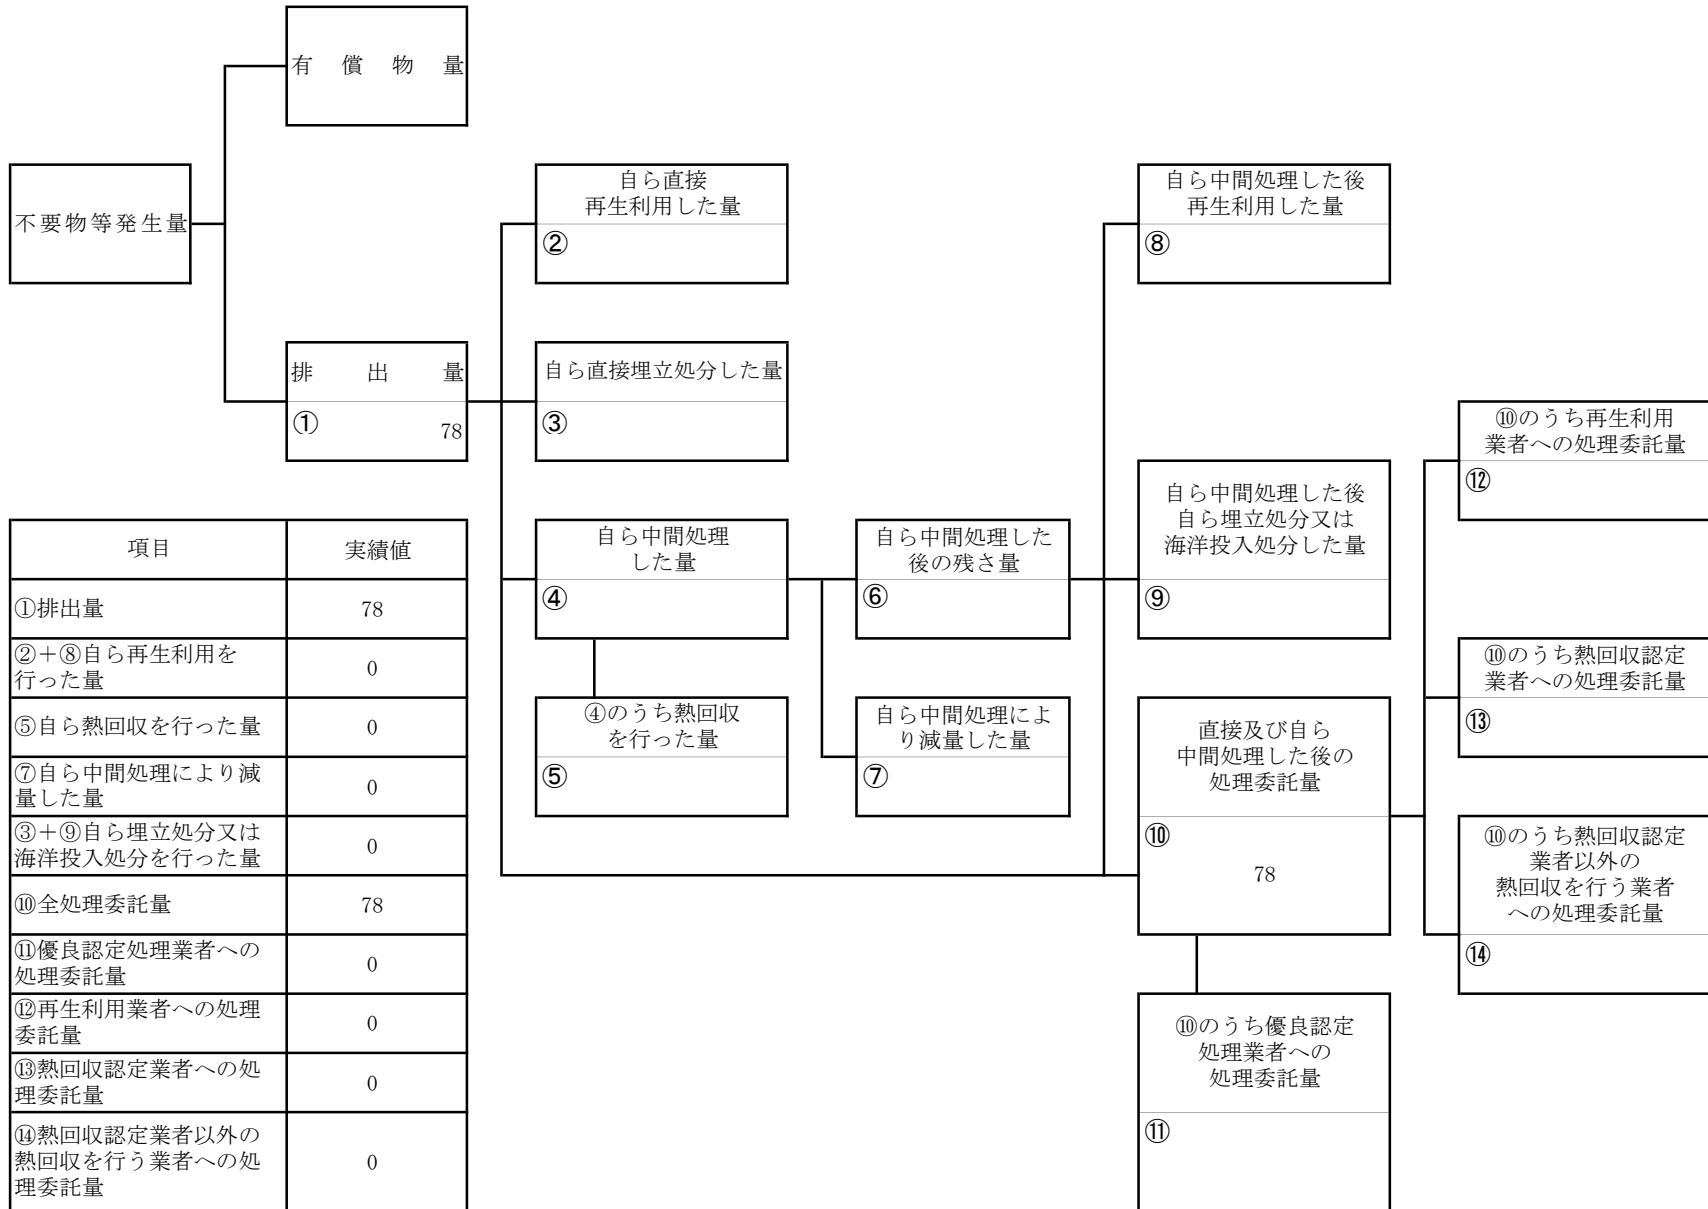 有償物量
不要物等発生量
排出量
① 78
自ら直接
再生利用した量
②
自ら直接埋立処分した量
③
自ら中間処理
した量
④
④のうち熱回収
を行った量
⑤
自ら中間処理した
後の残さ量
⑥
自ら中間処理によ
り減量した量
⑦
自ら中間処理した後
再生利用した量
⑧
自ら中間処理した後
自ら埋立処分又は
海洋投入処分した量
⑨
直接及び自ら
中間処理した後の
処理委託量
⑩
78
⑩のうち優良認定
処理業者への
処理委託量
⑪
⑩のうち再生利用
業者への処理委託量
⑫
⑩のうち熱回収認定
業者への処理委託量
⑬
⑩のうち熱回収認定
業者以外の
熱回収を行う業者
への処理委託量
⑭
項目 実績値
①排出量 78
②+⑧自ら再生利用を
行った量 0
⑤自ら熱回収を行った量 0
⑦自ら中間処理により減
量した量 0
③+⑨自ら埋立処分又は
海洋投入処分を行った量 0
⑩全処理委託量 78
⑪優良認定処理業者への
処理委託量 0
⑫再生利用業者への処理
委託量 0
⑬熱回収認定業者への処
理委託量 0
⑭熱回収認定業者以外の
熱回収を行う業者への処 0
理委託量